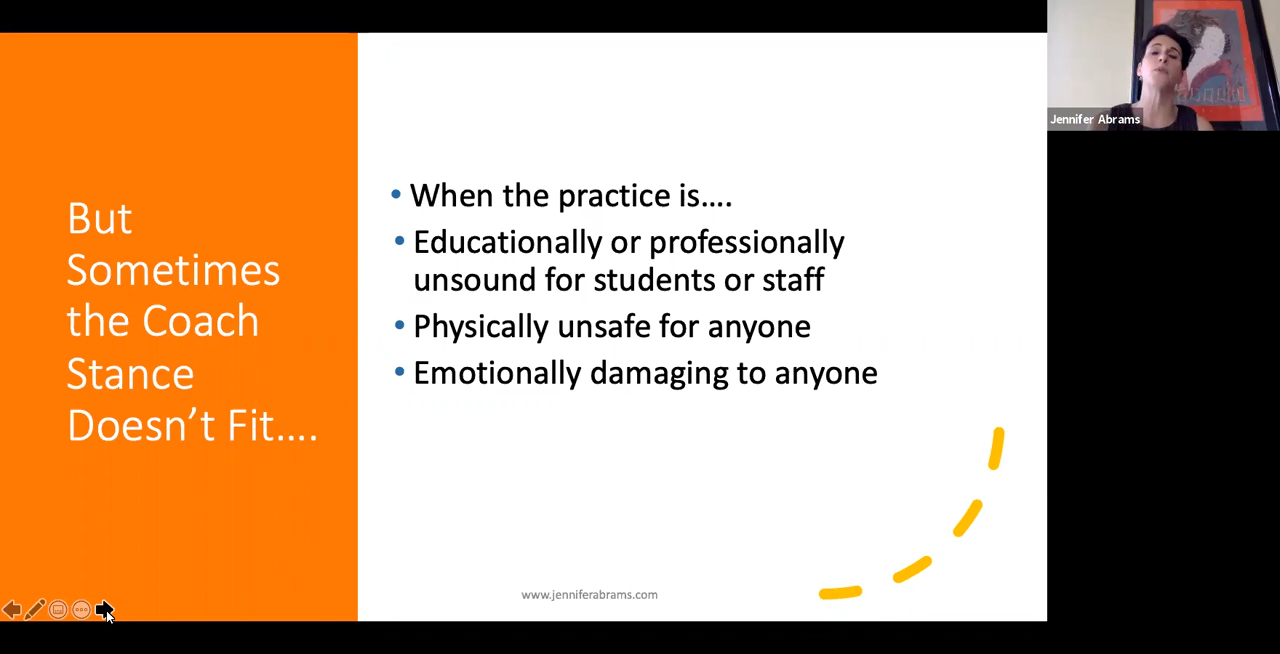 But
Sometimes
the Coach
Stance
Doesn’t Fit....
• When the practice is....
• Educationally or professionally
unsound for students or staff
• Physically unsafe for anyone
• Emotionally damaging to anyone
www.jenniferabrams.com
Jennifer Abrams